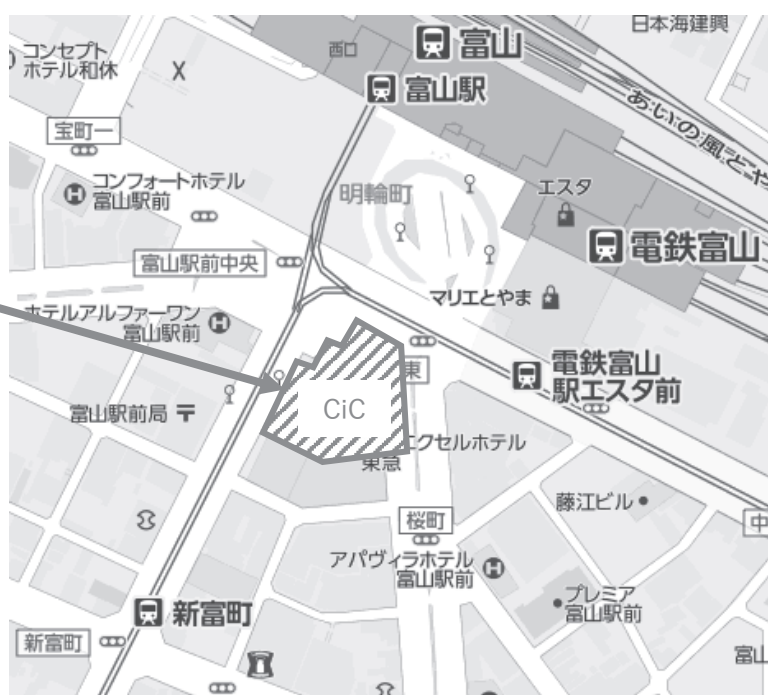 日本海建興
コンセプト
ホテル和休
西口
富山
富山駅
あいの風とや
宝町一
コンフォートホテル
富山駅前
明輪町
エスタ
電鉄富山
富山駅前中央
マリエとやま
ホテルアルファーワン
富山駅前
電鉄富山
駅エスタ前
東
CiC
富山駅前局
エクセルホテル
東急
藤江ビル
桜町
中
アパヴィラホテル
富山駅前
プレミア
富山駅前
新富町
新富町
富山